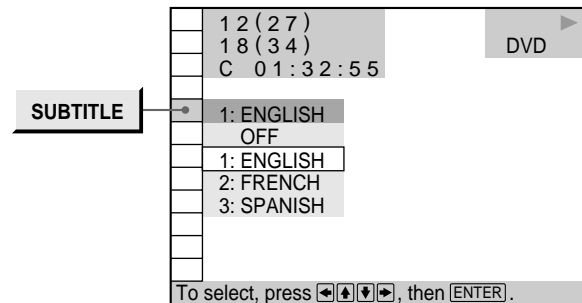 12(27)
18(34)
DVD
C 01:32:55
SUBTITLE
1: ENGLISH
OFF
1: ENGLISH
2: FRENCH
3: SPANISH
To select, press ←↑↓→, then ENTER.